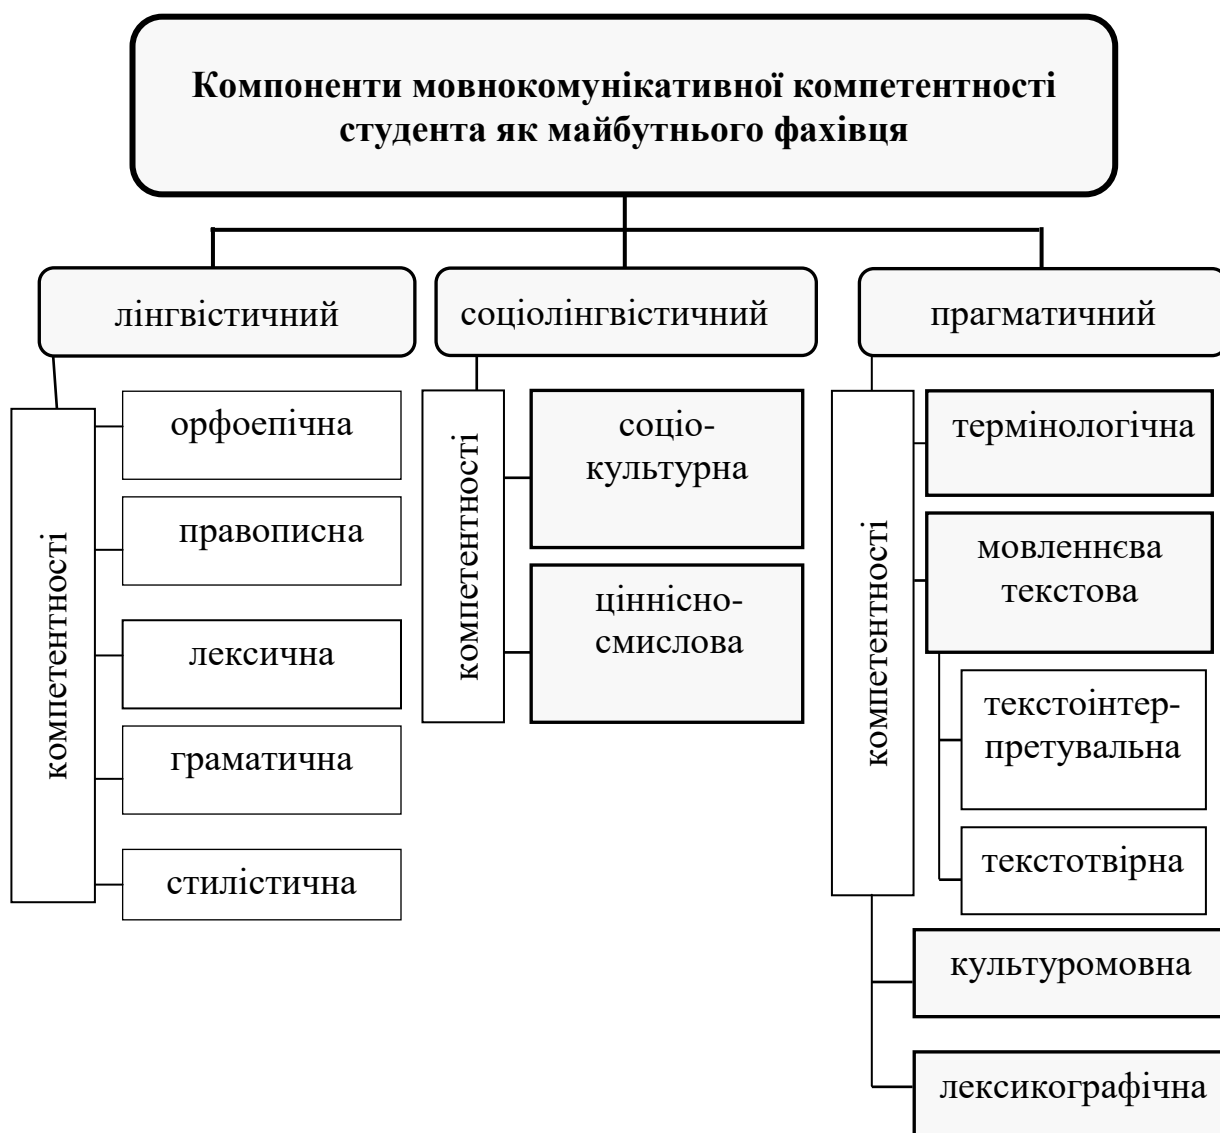 Компоненти мовнокомунікативної компетентності
студента як майбутнього фахівця
лінгвістичний
компетентності
орфоепічна
правописна
лексична
граматична
стилістична
соціолінгвістичний
компетентності
соціо-
культурна
ціннісно-
смислова
прагматичний
компетентності
термінологічна
мовленнєва
текстова
текстоінтер-
претувальна
текстотвірна
культуромовна
лексикографічна